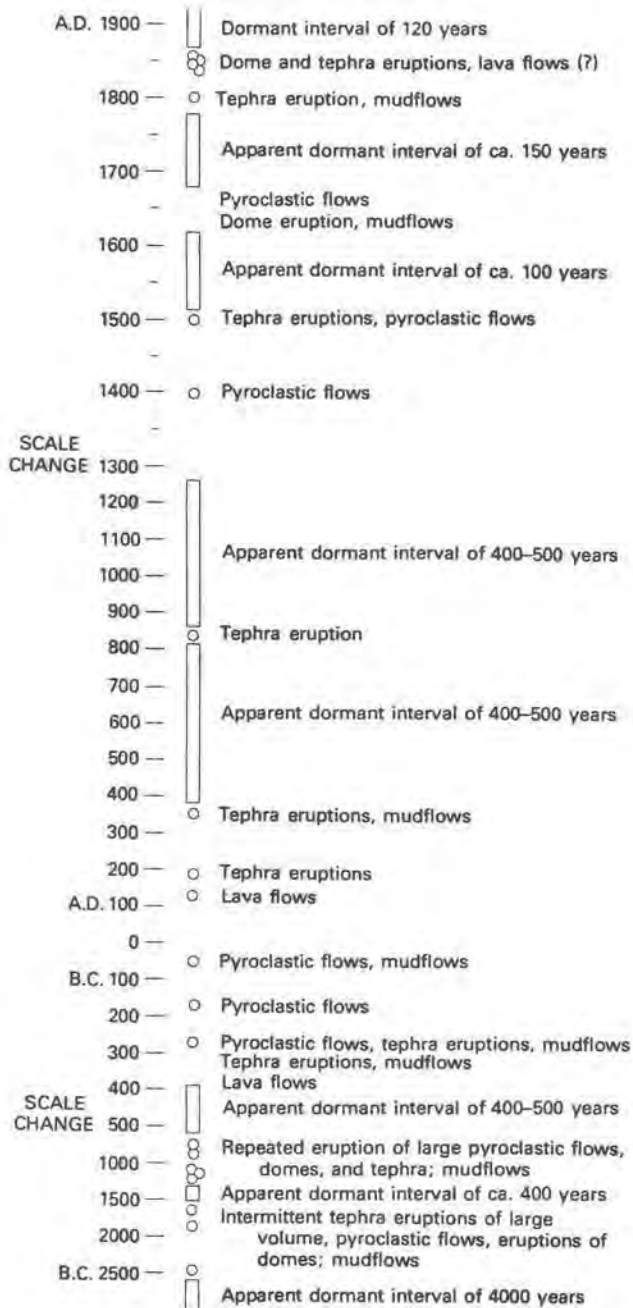 A.D. 1900 — Dormant interval of 120 years
Dome and tephra eruptions, lava flows (?)
1800 — Tephra eruption, mudflows
Apparent dormant interval of ca. 150 years
1700 —
Pyroclastic flows
Dome eruption, mudflows
1600 —
Apparent dormant interval of ca. 100 years
1500 — Tephra eruptions, pyroclastic flows
1400 — Pyroclastic flows
SCALE
CHANGE 1300 —
1200 —
1100 —
Apparent dormant interval of 400–500 years
1000 —
900 —
Tephra eruption
800 —
700 —
Apparent dormant interval of 400–500 years
600 —
500 —
400 —
Tephra eruptions, mudflows
300 —
200 — Tephra eruptions
A.D. 100 — Lava flows
0 —
Pyroclastic flows, mudflows
B.C. 100 —
Pyroclastic flows
200 —
Pyroclastic flows, tephra eruptions, mudflows
300 —
Tephra eruptions, mudflows
400 — Lava flows
SCALE
Apparent dormant interval of 400–500 years
CHANGE 500 —
Repeated eruption of large pyroclastic flows,
1000 — domes, and tephra; mudflows
Apparent dormant interval of ca. 400 years
1500 —
Intermittent tephra eruptions of large
2000 — volume, pyroclastic flows, eruptions of
domes; mudflows
B.C. 2500 —
Apparent dormant interval of 4000 years